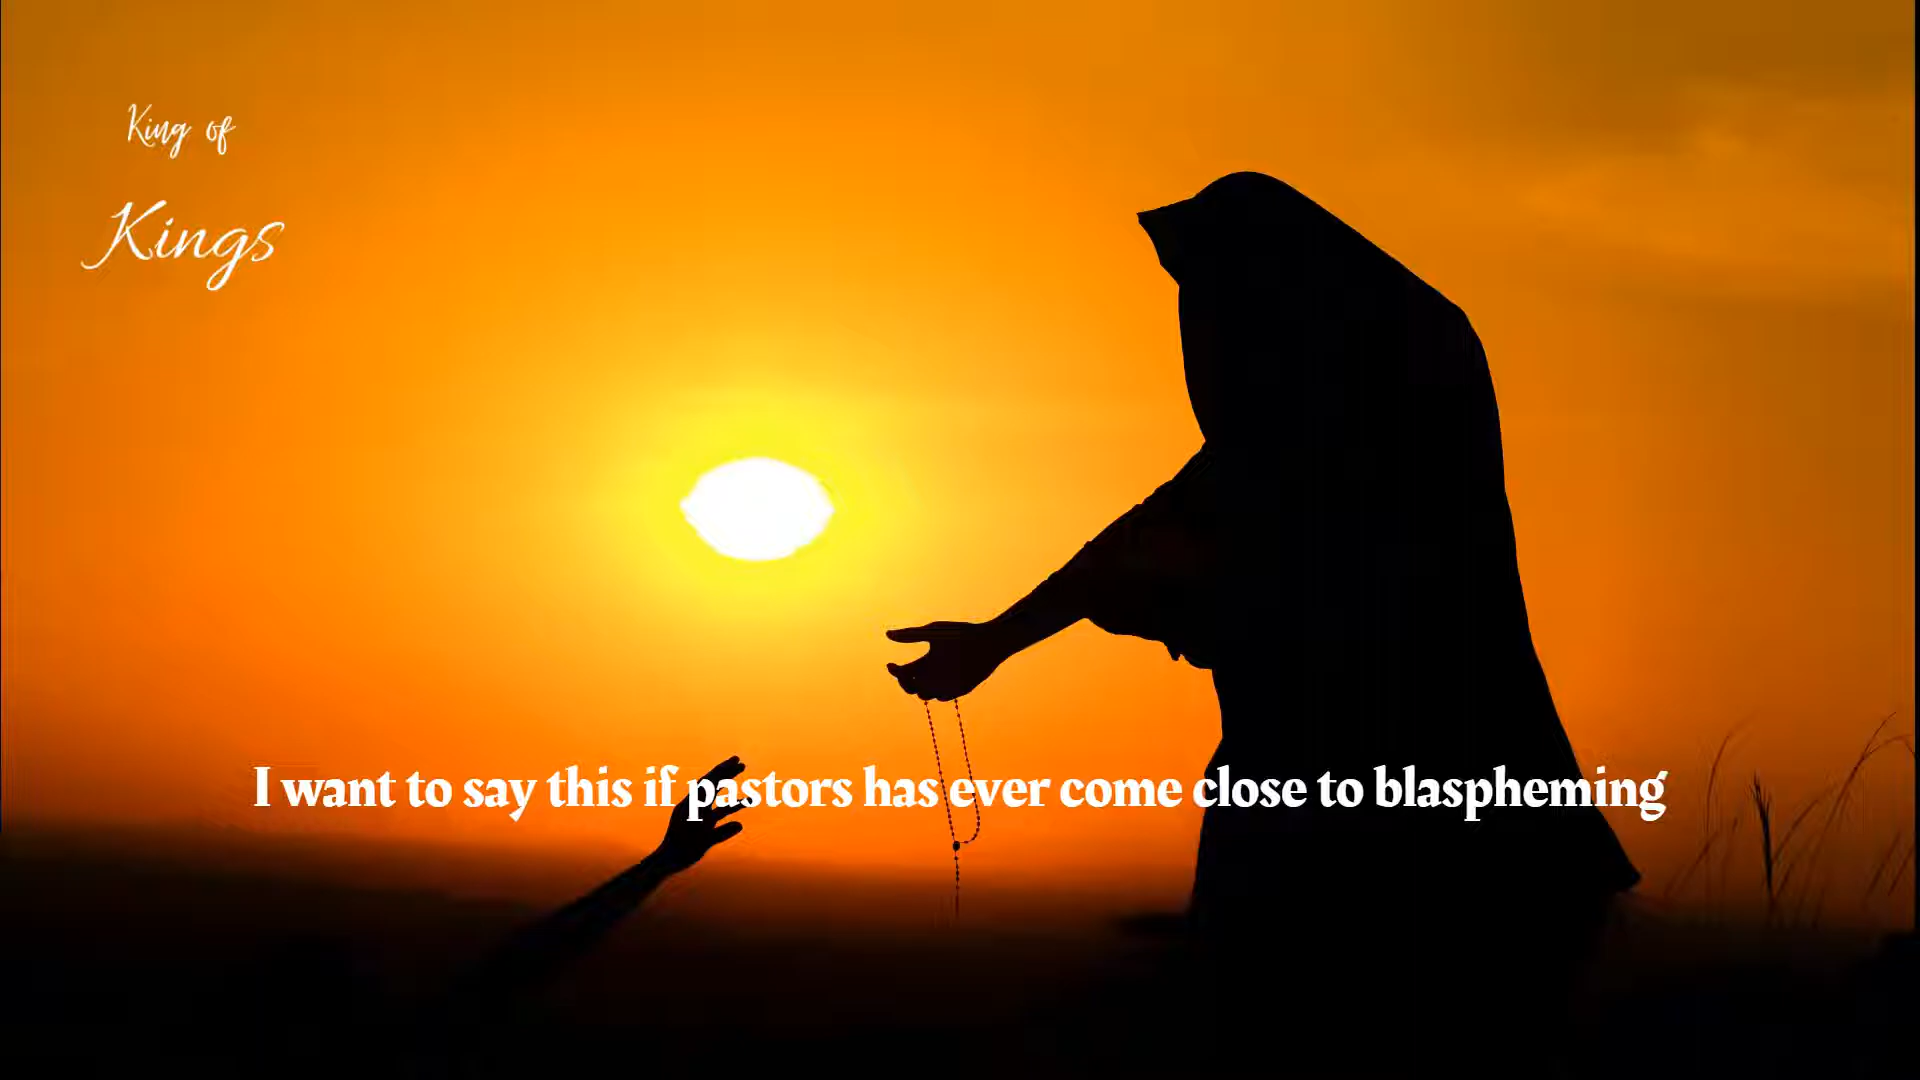 King of
Kings
I want to say this if pastors has ever come close to blaspheming